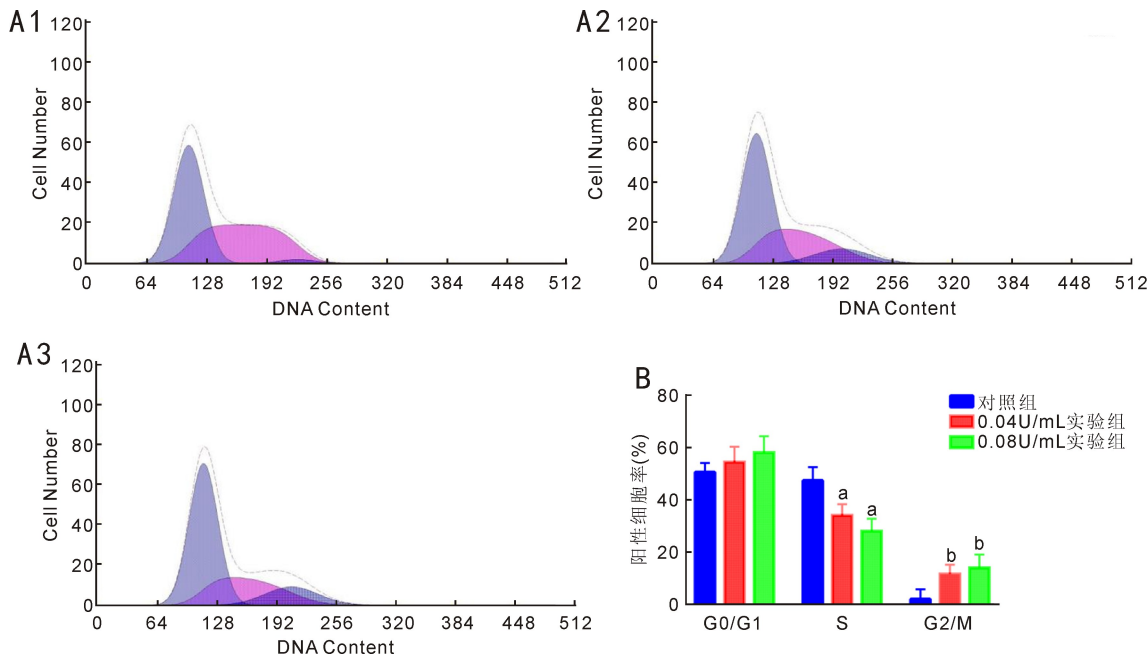 A1
120
100
80
60
40
20
0
Cell Number
0 64 128 192 256 320 384 448 512
DNA Content
A2
120
100
80
60
40
20
0
Cell Number
0 64 128 192 256 320 384 448 512
DNA Content
A3
120
100
80
60
40
20
0
Cell Number
0 64 128 192 256 320 384 448 512
DNA Content
B
80
60
40
20
0
阳性细胞率(%)
对照组
0.04U/mL实验组
0.08U/mL实验组
a
a
b
b
G0/G1 S G2/M